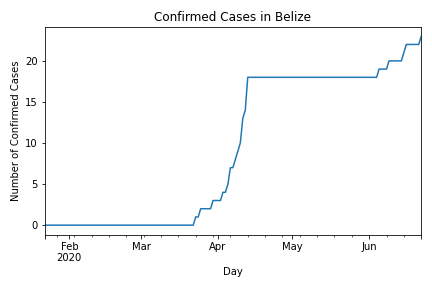 Confirmed Cases in Belize
Number of Confirmed Cases
20
15
10
5
0
Feb Mar Apr May Jun
2020
Day